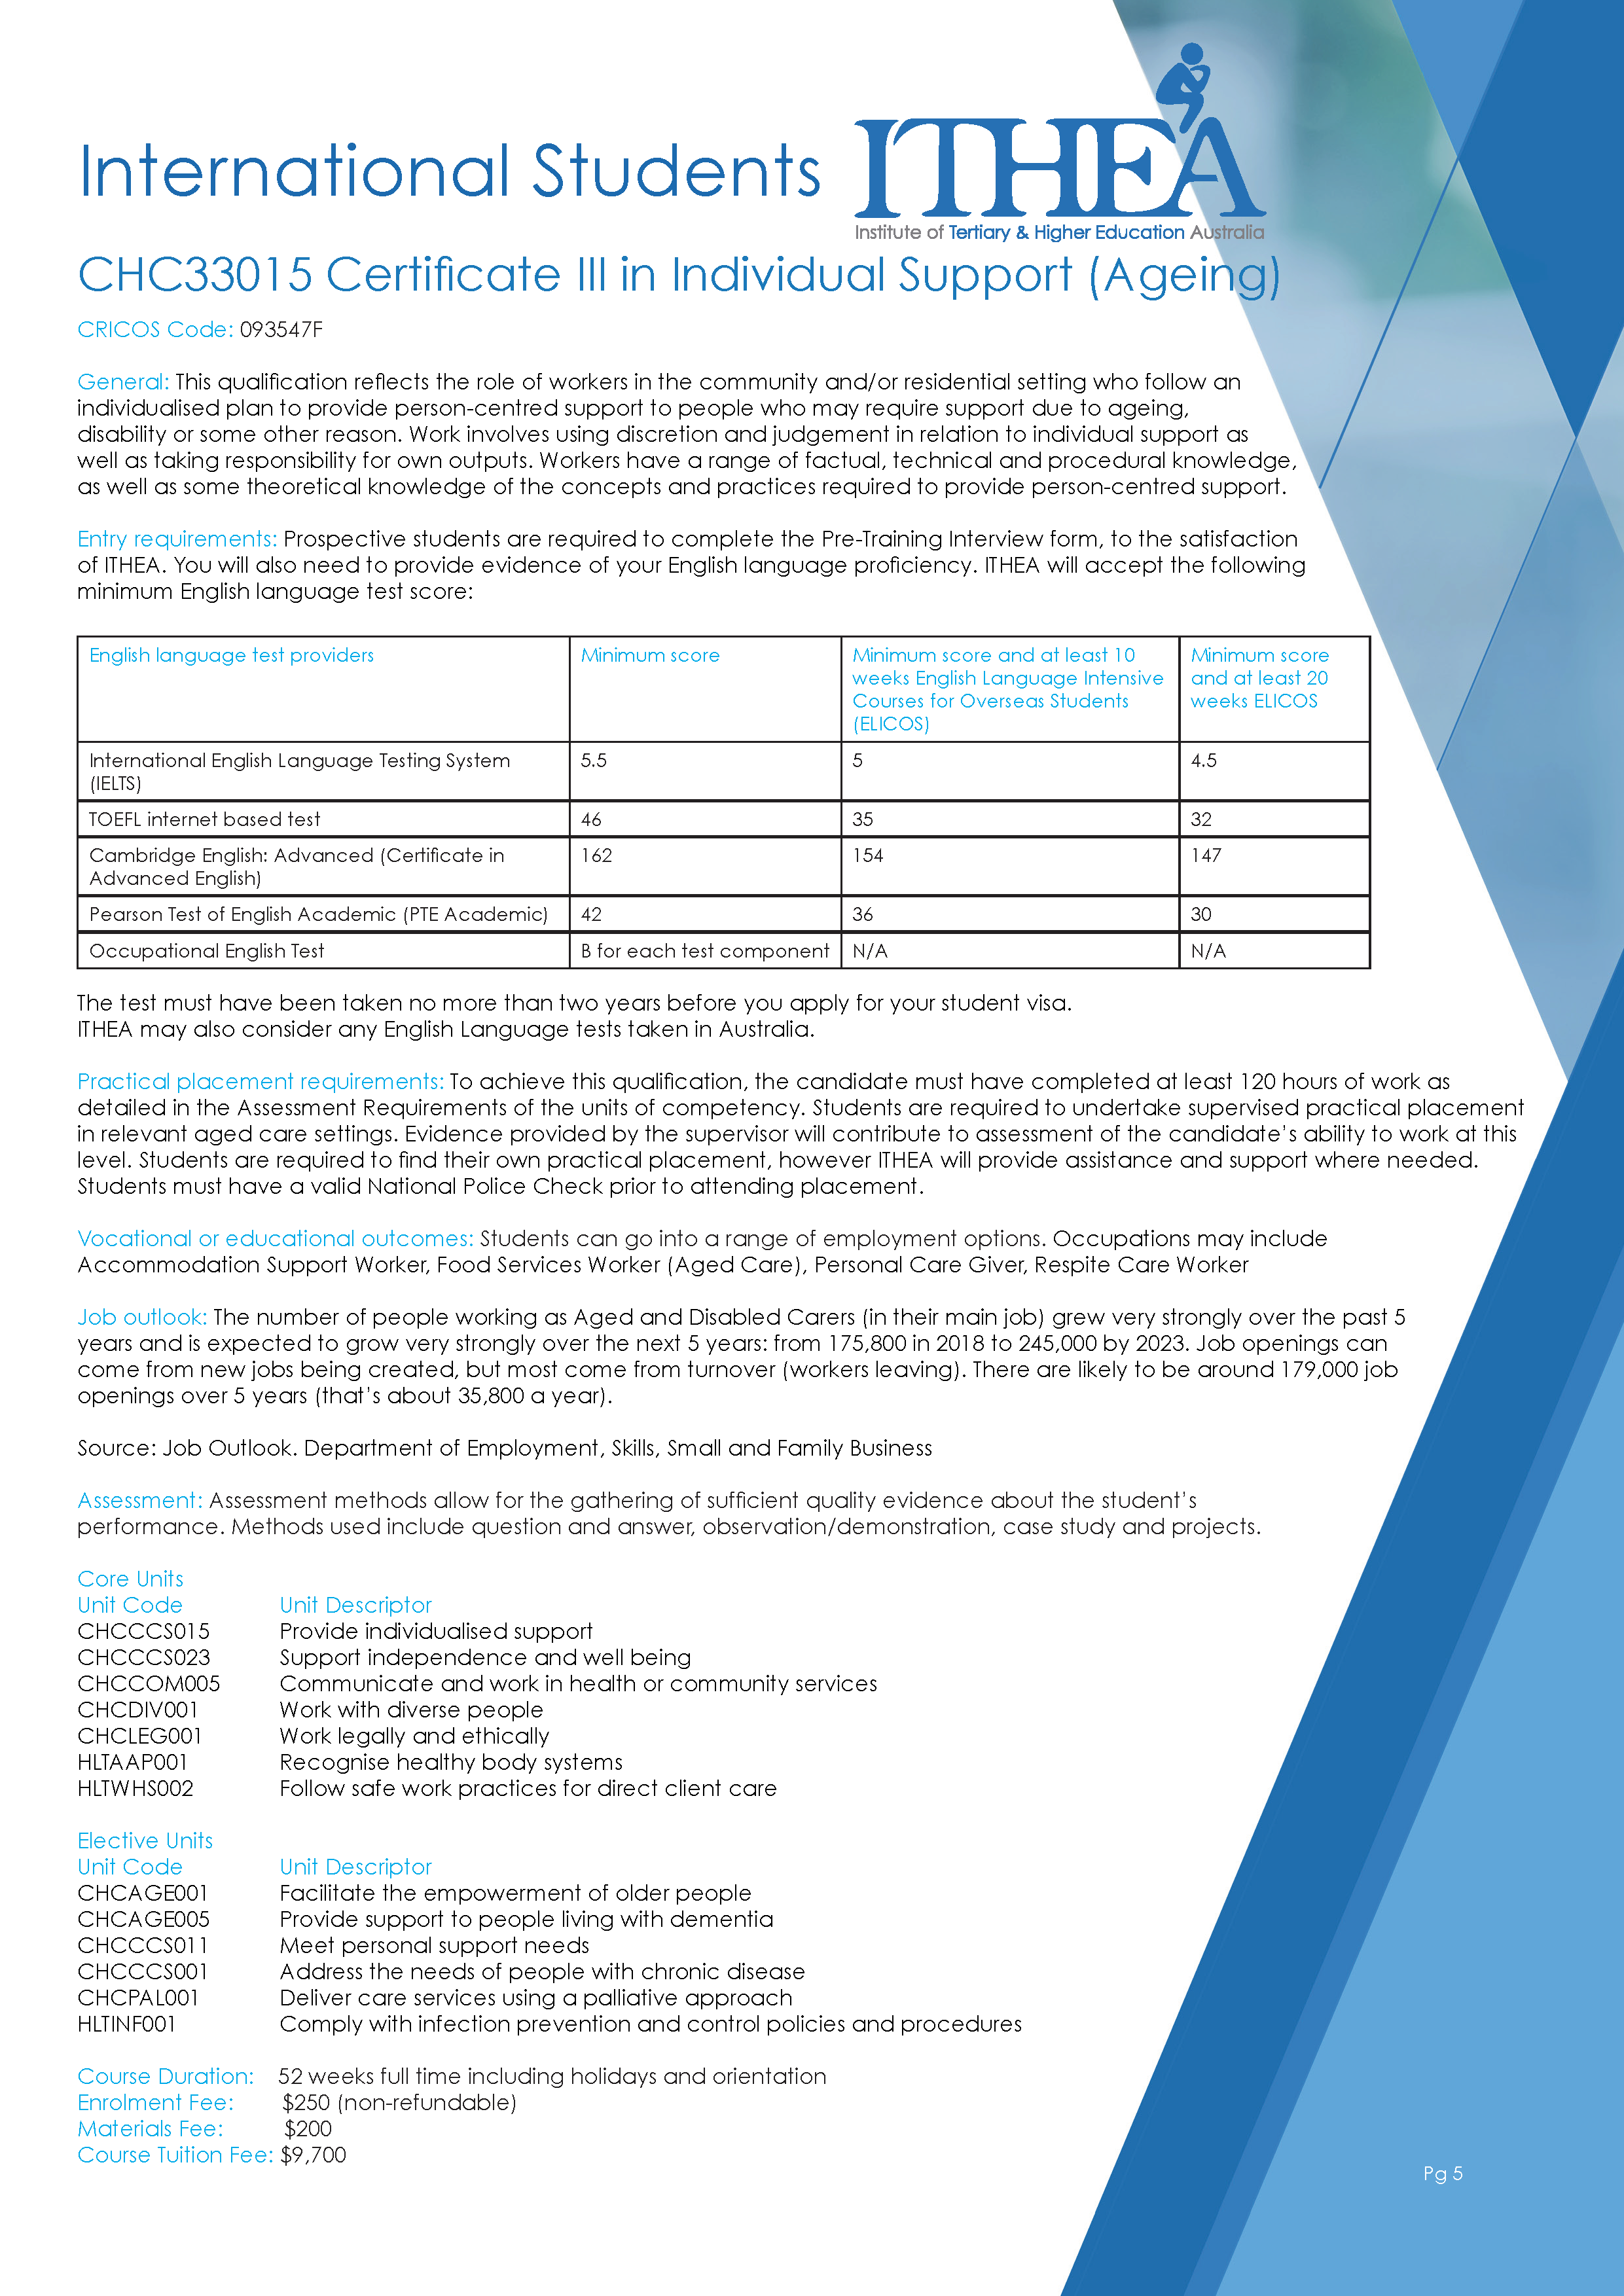 International Students
ITHEA
Institute of Tertiary & Higher Education Australia
CHC33015 Certificate III in Individual Support (Ageing)
CRICOS Code: 093547F
General: This qualification reflects the role of workers in the community and/or residential setting who follow an
individualised plan to provide person-centred support to people who may require support due to ageing,
disability or some other reason. Work involves using discretion and judgement in relation to individual support as
well as taking responsibility for own outputs. Workers have a range of factual, technical and procedural knowledge,
as well as some theoretical knowledge of the concepts and practices required to provide person-centred support.
Entry requirements: Prospective students are required to complete the Pre-Training Interview form, to the satisfaction
of ITHEA. You will also need to provide evidence of your English language proficiency. ITHEA will accept the following
minimum English language test score:
English language test providers
Minimum score
Minimum score and at least 10
weeks English Language Intensive
Courses for Overseas Students
(ELICOS)
Minimum score
and at least 20
weeks ELICOS
International English Language Testing System
(IELTS)
5.5
5
4.5
TOEFL internet based test
46
35
32
Cambridge English: Advanced (Certificate in
Advanced English)
162
154
147
Pearson Test of English Academic (PTE Academic)
42
36
30
Occupational English Test
B for each test component
N/A
N/A
The test must have been taken no more than two years before you apply for your student visa.
ITHEA may also consider any English Language tests taken in Australia.
Practical placement requirements: To achieve this qualification, the candidate must have completed at least 120 hours of work as
detailed in the Assessment Requirements of the units of competency. Students are required to undertake supervised practical placement
in relevant aged care settings. Evidence provided by the supervisor will contribute to assessment of the candidate's ability to work at this
level. Students are required to find their own practical placement, however ITHEA will provide assistance and support where needed.
Students must have a valid National Police Check prior to attending placement.
Vocational or educational outcomes: Students can go into a range of employment options. Occupations may include
Accommodation Support Worker, Food Services Worker (Aged Care), Personal Care Giver, Respite Care Worker
Job outlook: The number of people working as Aged and Disabled Carers (in their main job) grew very strongly over the past 5
years and is expected to grow very strongly over the next 5 years: from 175,800 in 2018 to 245,000 by 2023. Job openings can
come from new jobs being created, but most come from turnover (workers leaving). There are likely to be around 179,000 job
openings over 5 years (that's about 35,800 a year).
Source: Job Outlook. Department of Employment, Skills, Small and Family Business
Assessment: Assessment methods allow for the gathering of sufficient quality evidence about the student's
performance. Methods used include question and answer, observation/demonstration, case study and projects.
Core Units
Unit Code Unit Descriptor
CHCCCS015 Provide individualised support
CHCCCS023 Support independence and well being
CHCCOM005 Communicate and work in health or community services
CHCDIV001 Work with diverse people
CHCLEG001 Work legally and ethically
HLTAAP001 Recognise healthy body systems
HLTWHS002 Follow safe work practices for direct client care
Elective Units
Unit Code Unit Descriptor
CHCAGE001 Facilitate the empowerment of older people
CHCAGE005 Provide support to people living with dementia
CHCCCS011 Meet personal support needs
CHCCCS001 Address the needs of people with chronic disease
CHCPAL001 Deliver care services using a palliative approach
HLTINF001 Comply with infection prevention and control policies and procedures
Course Duration: 52 weeks full time including holidays and orientation
Enrolment Fee: $250 (non-refundable)
Materials Fee: $200
Course Tuition Fee: $9,700
Pg 5